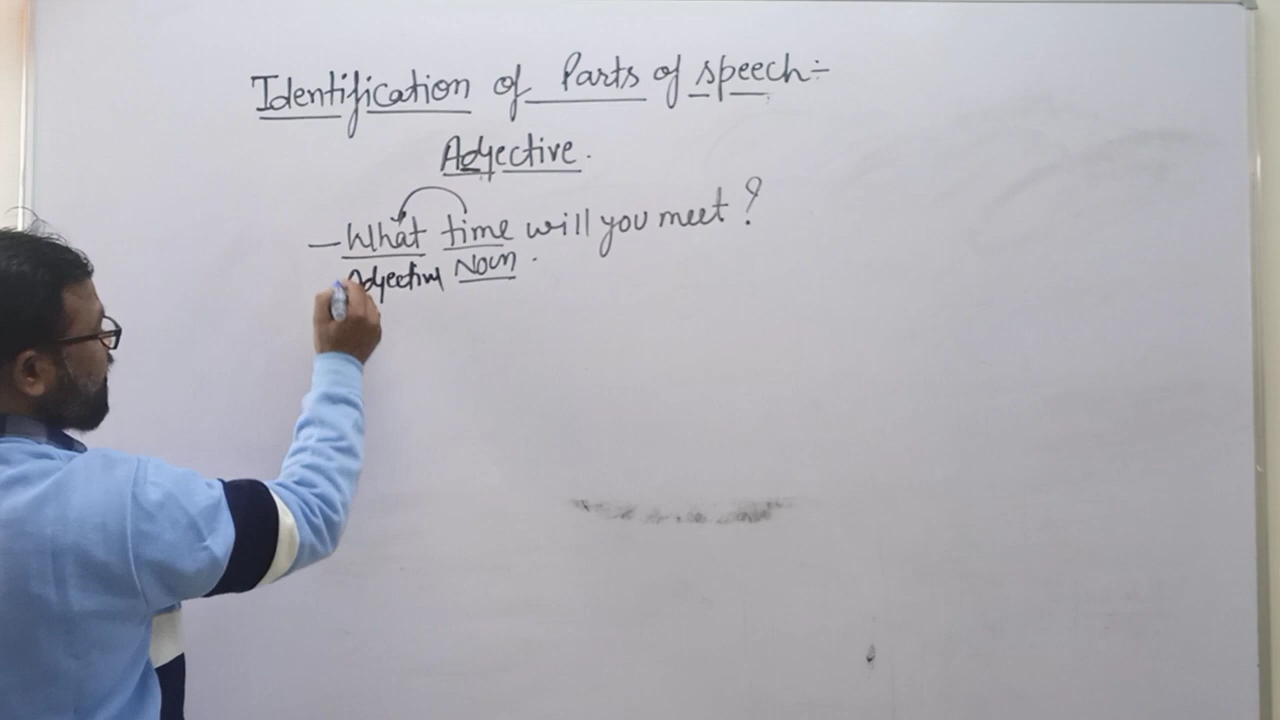 Identification of Parts of speech:-
Adjective.
- What time will you meet?
Adjective Noun.